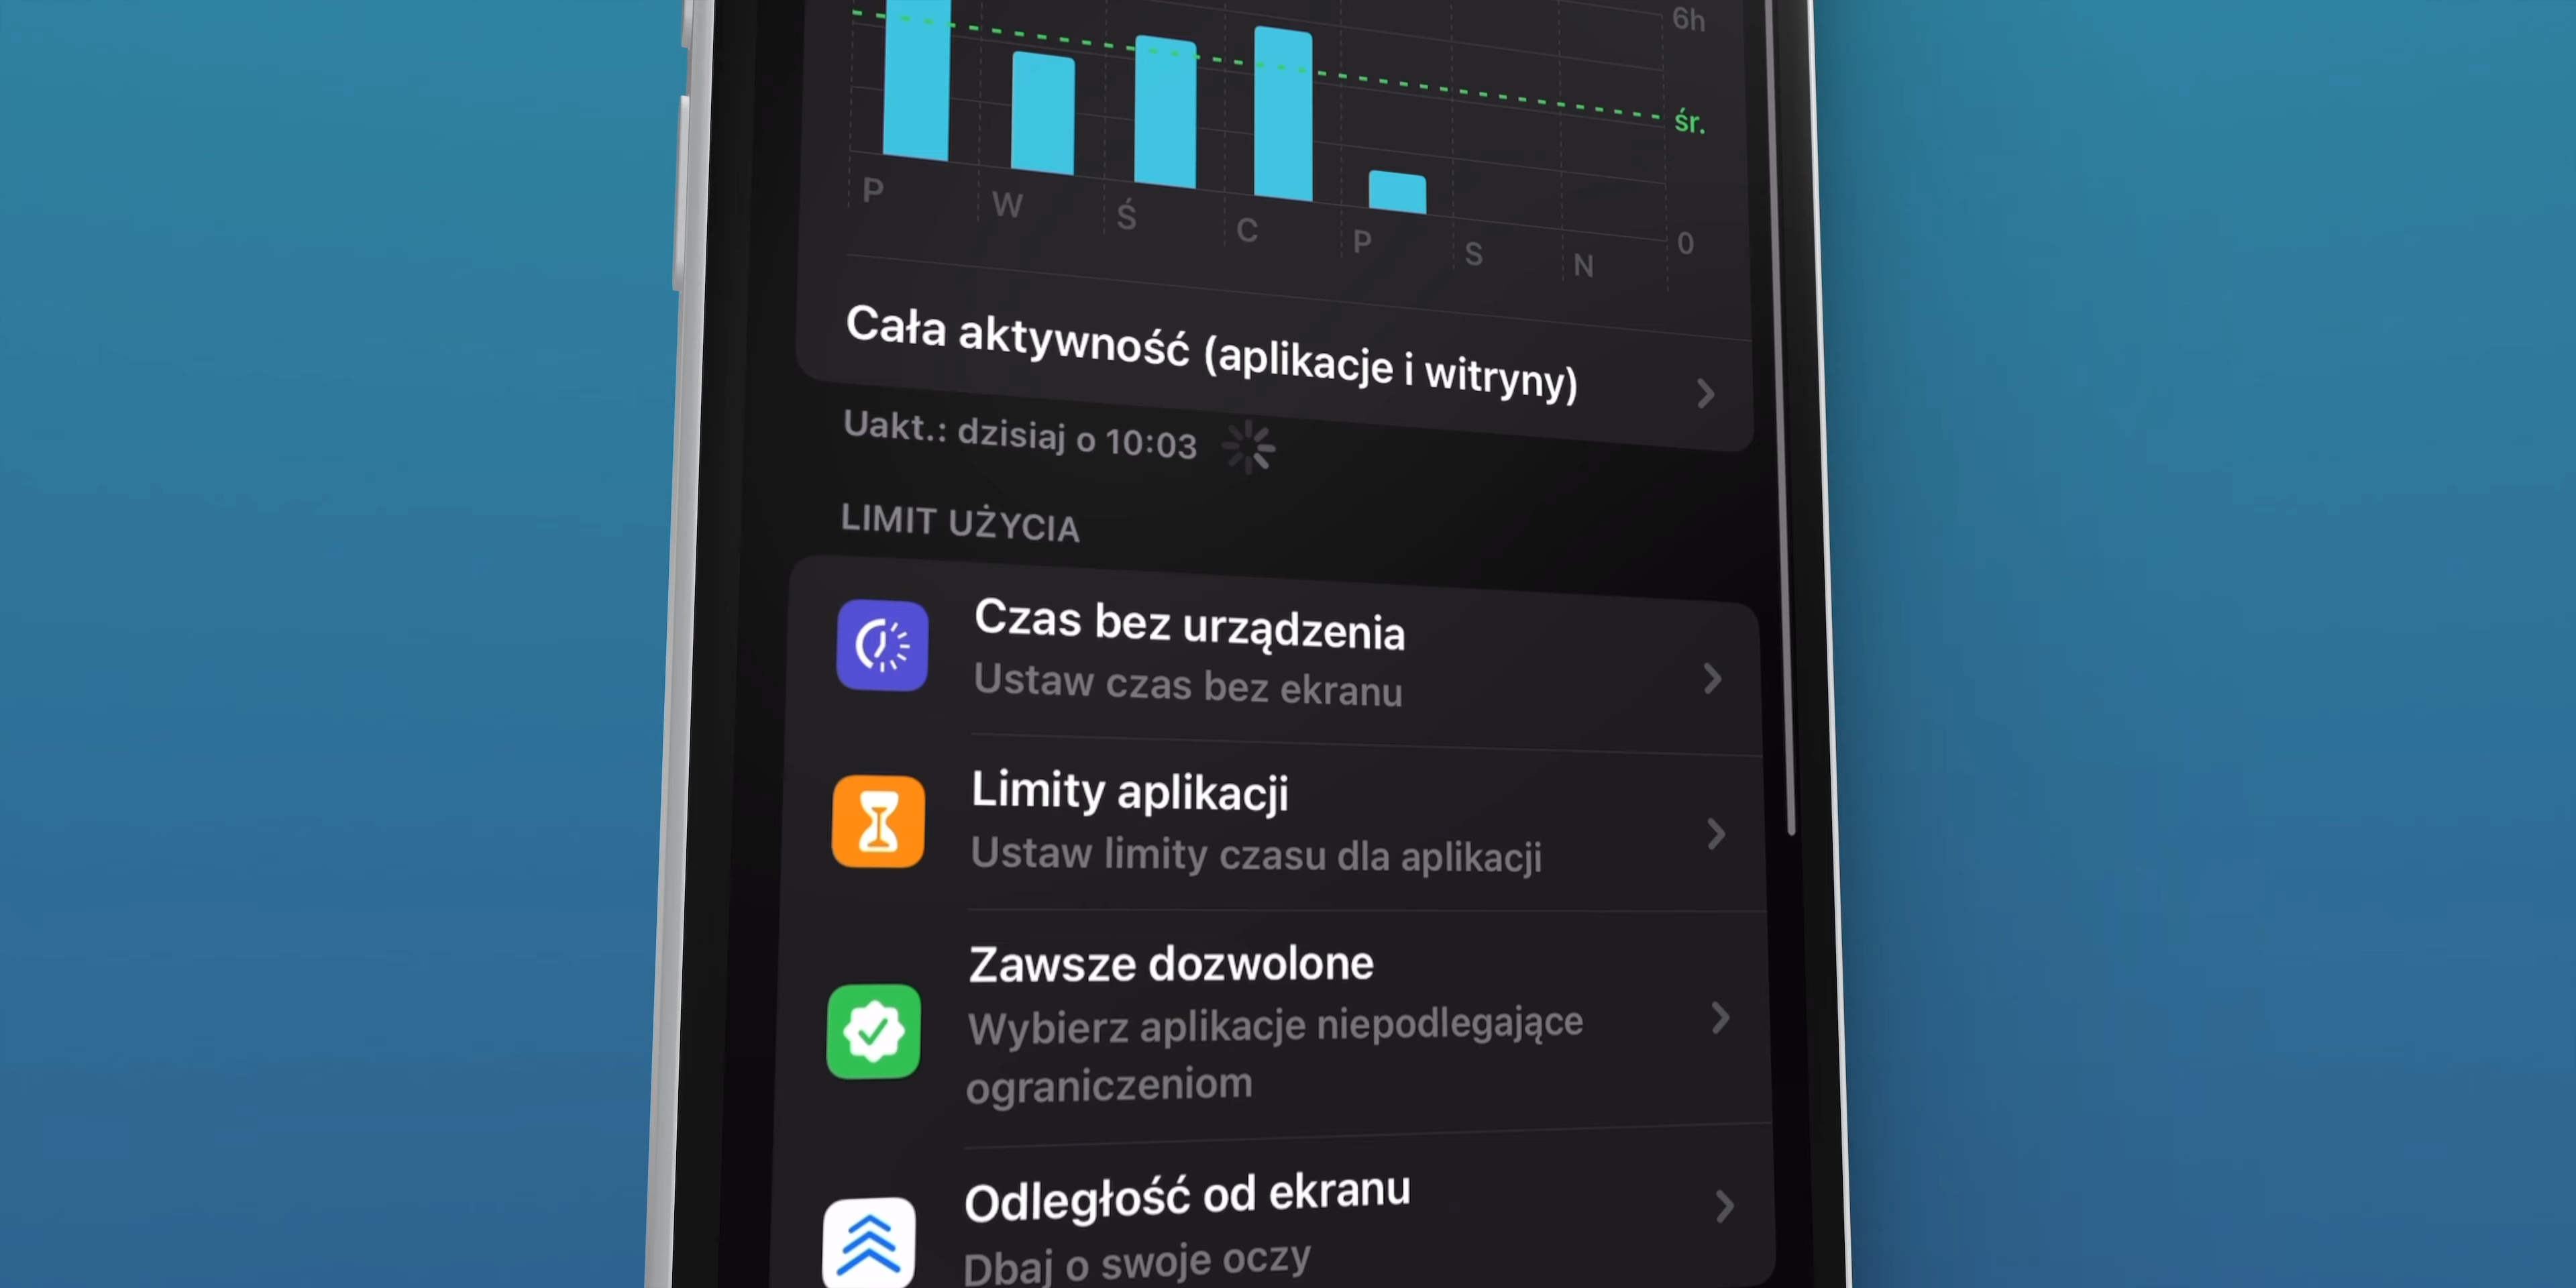 6h
śr.
0
P W Ś C P S N
Cała aktywność (aplikacje i witryny)
Uakt.: dzisiaj o 10:03
LIMIT UŻYCIA
Czas bez urządzenia
Ustaw czas bez ekranu
Limity aplikacji
Ustaw limity czasu dla aplikacji
Zawsze dozwolone
Wybierz aplikacje niepodlegające
ograniczeniom
Odległość od ekranu
Dbaj o swoje oczy